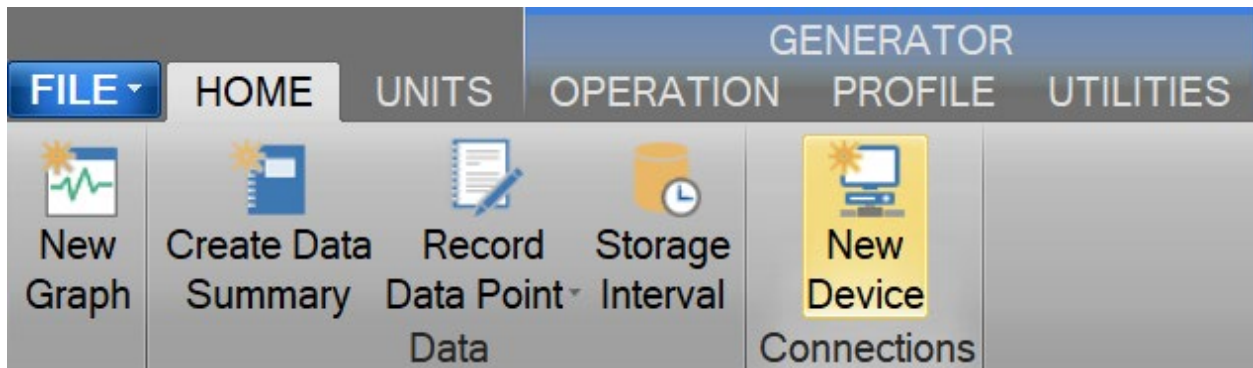 GENERATOR
FILE HOME UNITS OPERATION PROFILE UTILITIES
New Graph
Create Data Summary
Record Data Point
Storage Interval
New Device
Data
Connections